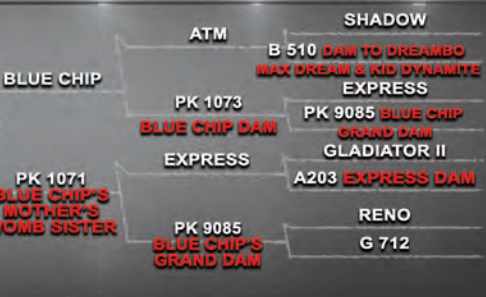 SHADOW
ATM
B 510 DAM TO DREAMBO
MAX DREAM & KID DYNAMITE
BLUE CHIP
EXPRESS
PK 1073
PK 9085 BLUE CHIP
BLUE CHIP DAM
GRAND DAM
GLADIATOR II
EXPRESS
PK 1071
A203 EXPRESS DAM
BLUE CHIP'S
MOTHER'S
WOMB SISTER
RENO
PK 9085
BLUE CHIP'S
G 712
GRAND DAM